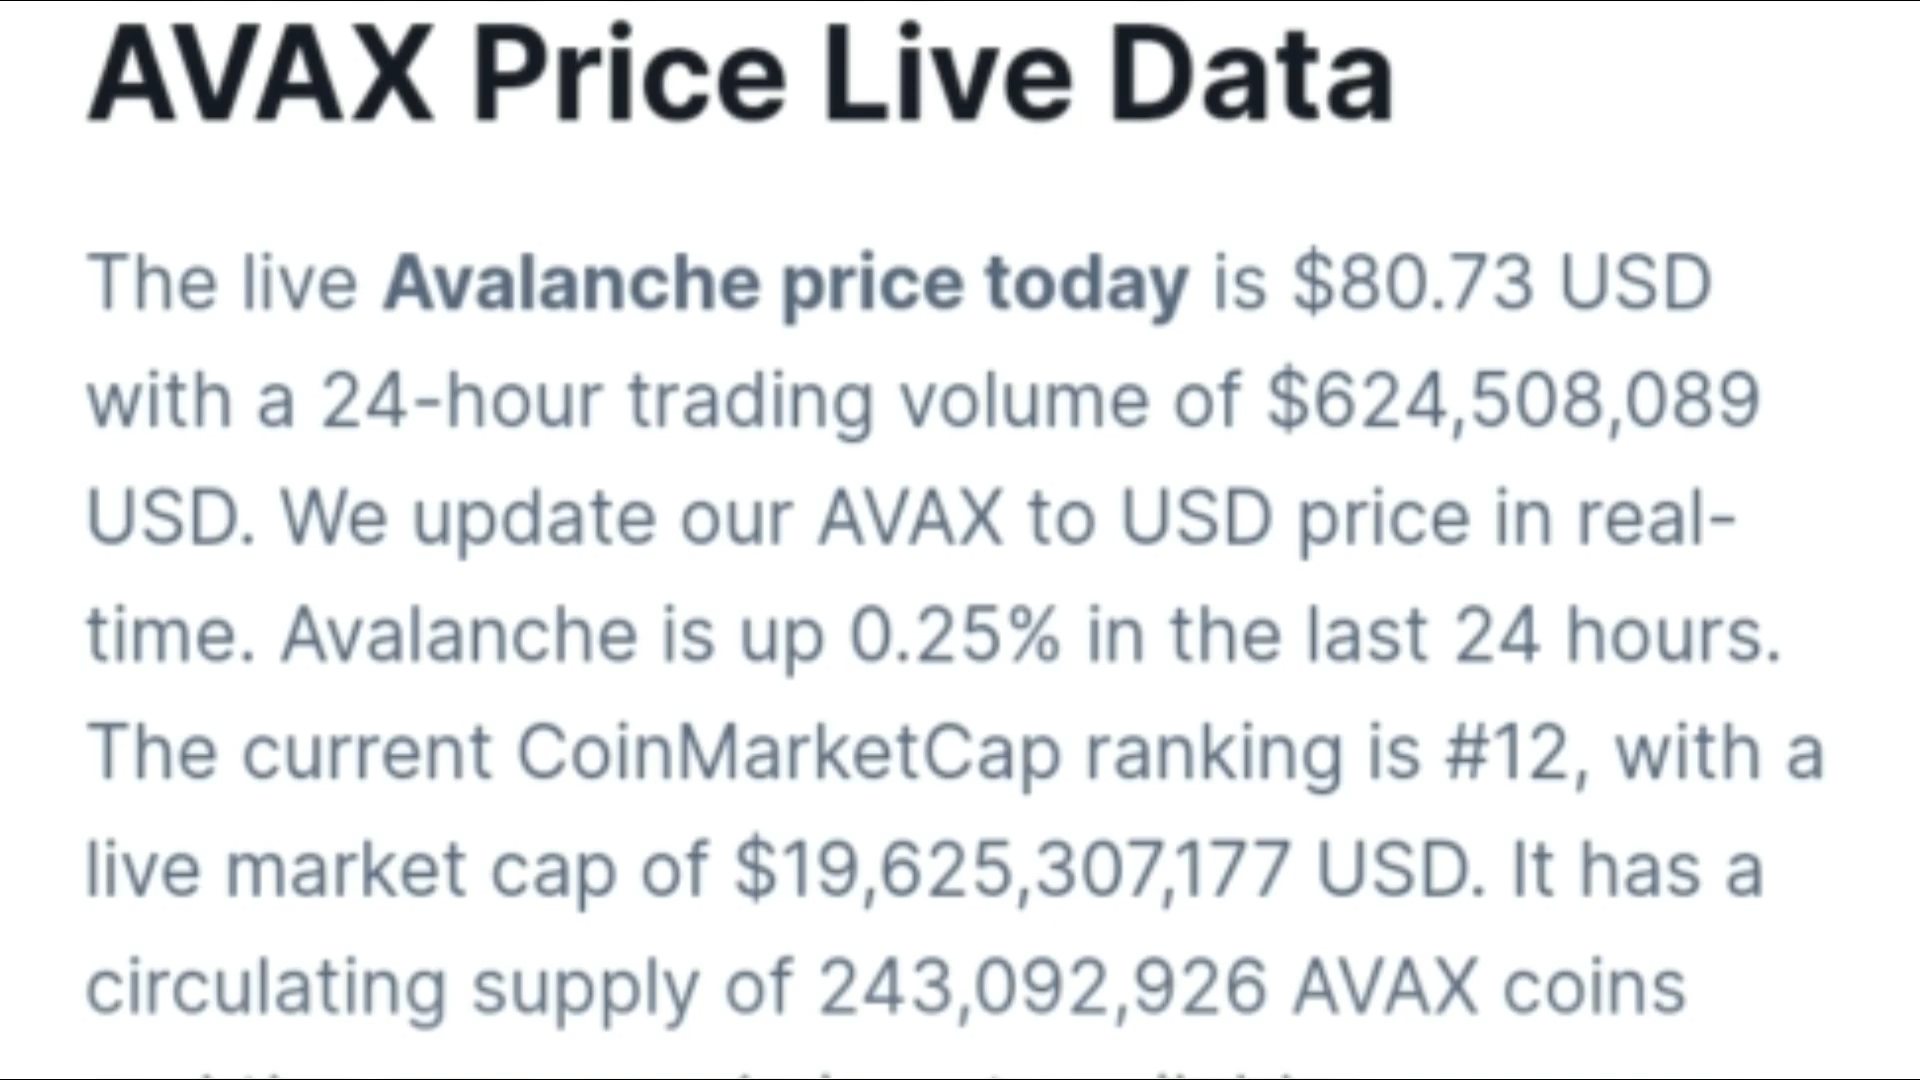 AVAX Price Live Data
The live Avalanche price today is $80.73 USD
with a 24-hour trading volume of $624,508,089
USD. We update our AVAX to USD price in real-
time. Avalanche is up 0.25% in the last 24 hours.
The current CoinMarketCap ranking is #12, with a
live market cap of $19,625,307,177 USD. It has a
circulating supply of 243,092,926 AVAX coins